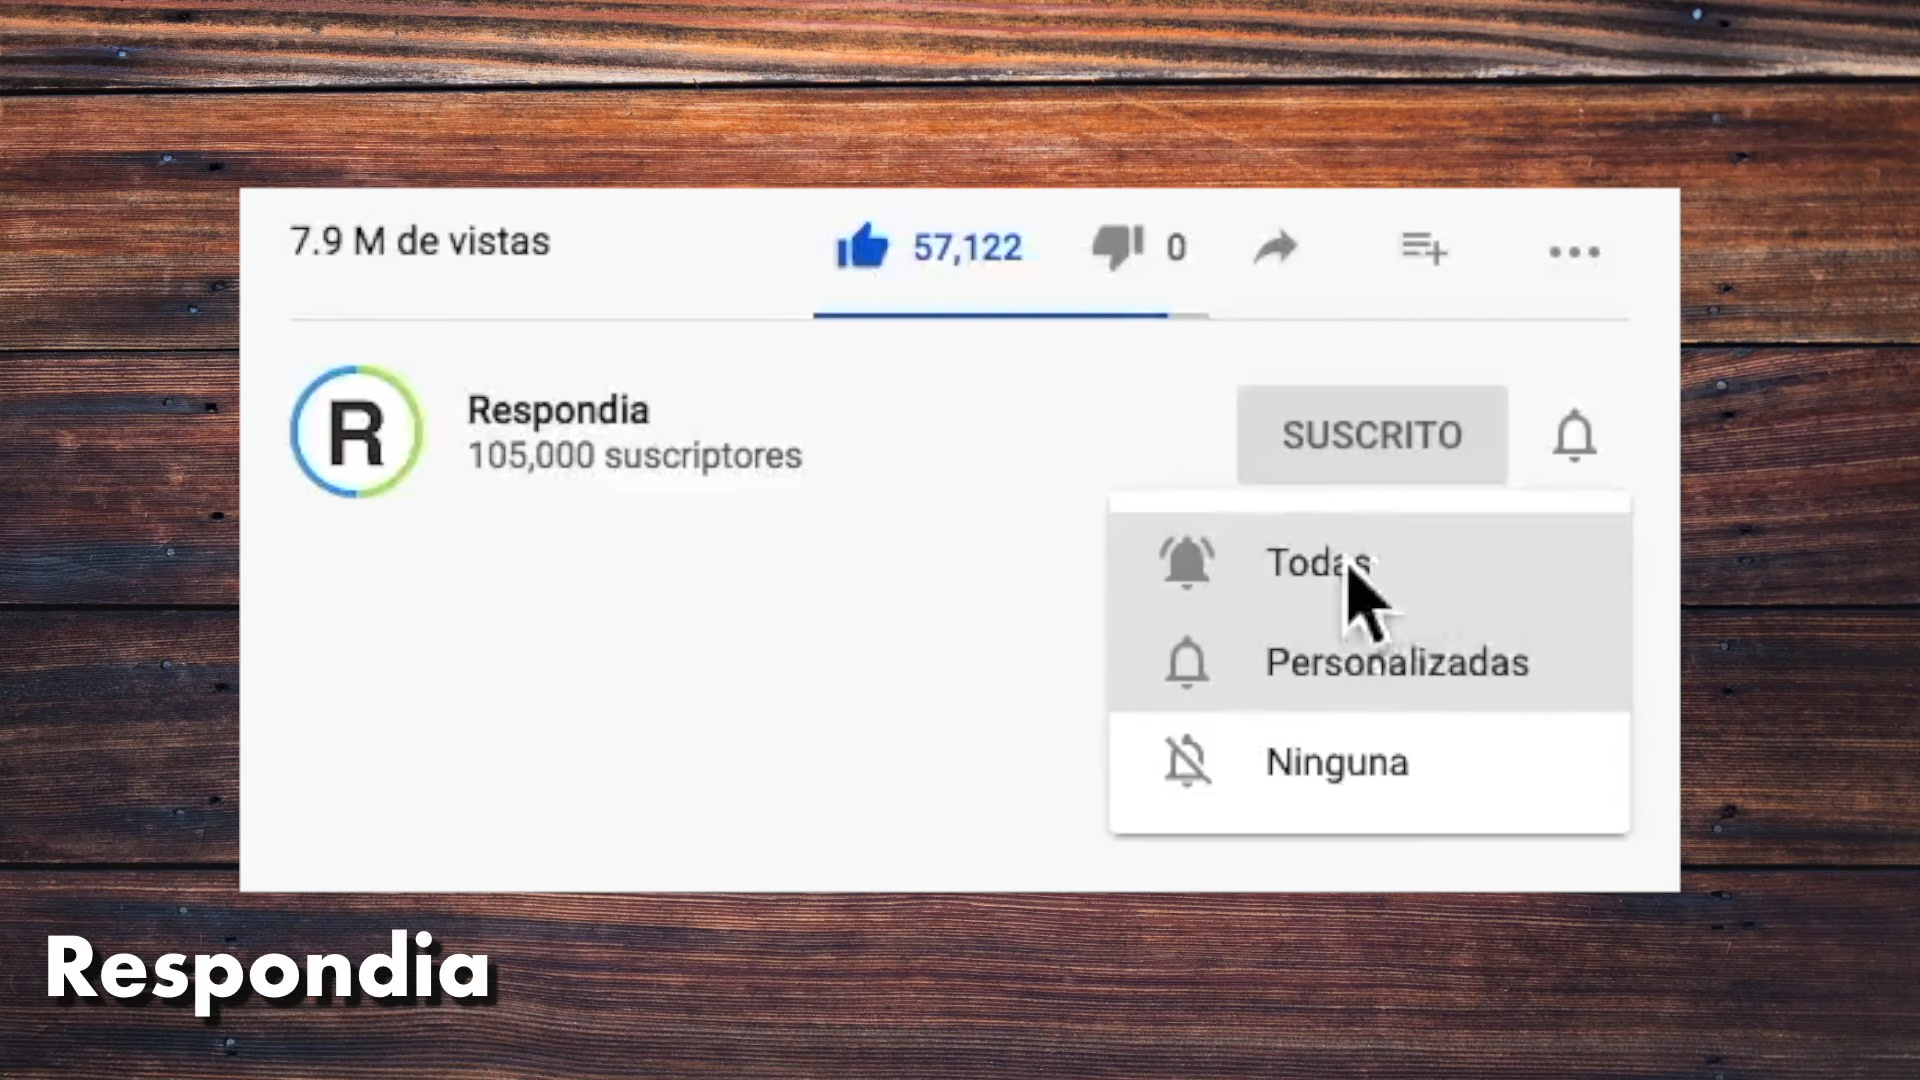 7.9 M de vistas
57,122
0
R
Respondia
105,000 suscriptores
SUSCRITO
Todas
Personalizadas
Ninguna
Respondia